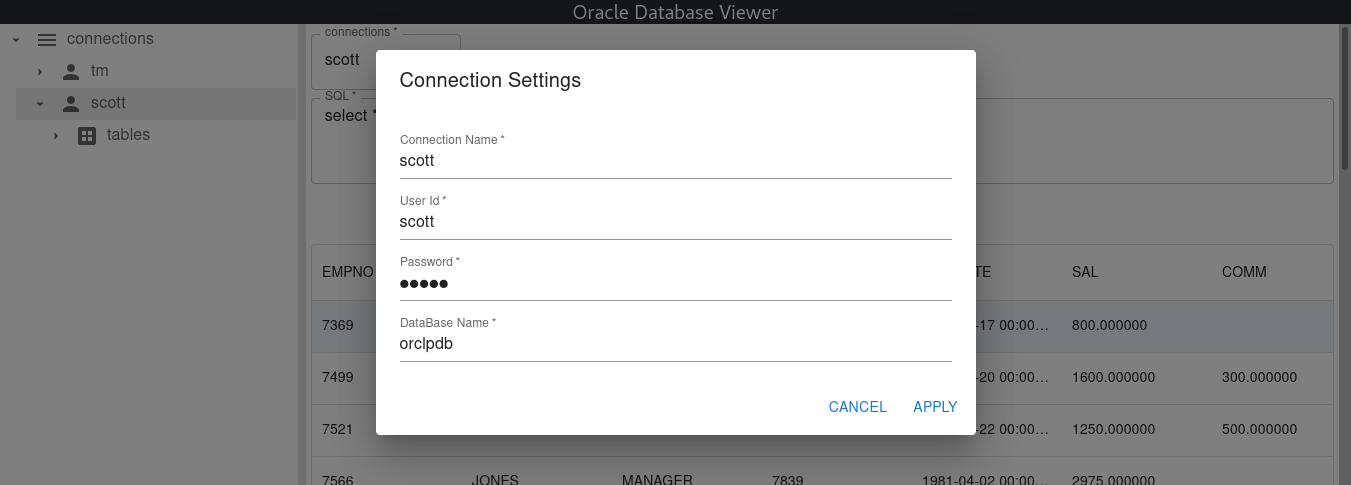 Oracle Database Viewer
connections
tm
scott
tables
connections *
scott
SQL *
select *
Connection Settings
Connection Name *
scott
User Id *
scott
Password *
●●●●●
DataBase Name *
orclpdb
CANCEL APPLY
EMPNO TE SAL COMM
7369 -17 00:00... 800.000000
7499 -20 00:00... 1600.000000 300.000000
7521 -22 00:00... 1250.000000 500.000000
7566 JONES MANAGER 7839 1981-04-02 00:00... 2975.000000